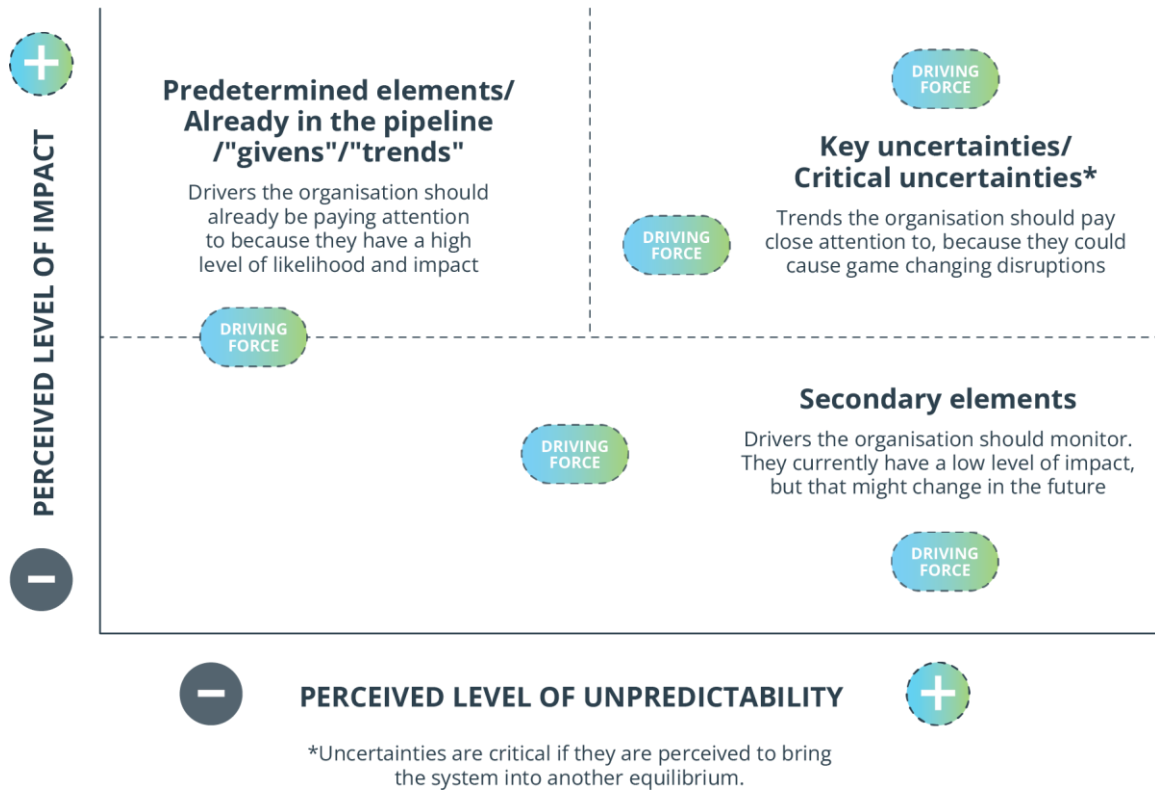 PERCEIVED LEVEL OF IMPACT
Predetermined elements/
Already in the pipeline
/"givens"/"trends"
Drivers the organisation should
already be paying attention
to because they have a high
level of likelihood and impact
DRIVING
FORCE
DRIVING
FORCE
Key uncertainties/
Critical uncertainties*
Trends the organisation should pay
close attention to, because they could
cause game changing disruptions
DRIVING
FORCE
DRIVING
FORCE
Secondary elements
Drivers the organisation should monitor.
They currently have a low level of impact,
but that might change in the future
DRIVING
FORCE
PERCEIVED LEVEL OF UNPREDICTABILITY
*Uncertainties are critical if they are perceived to bring
the system into another equilibrium.